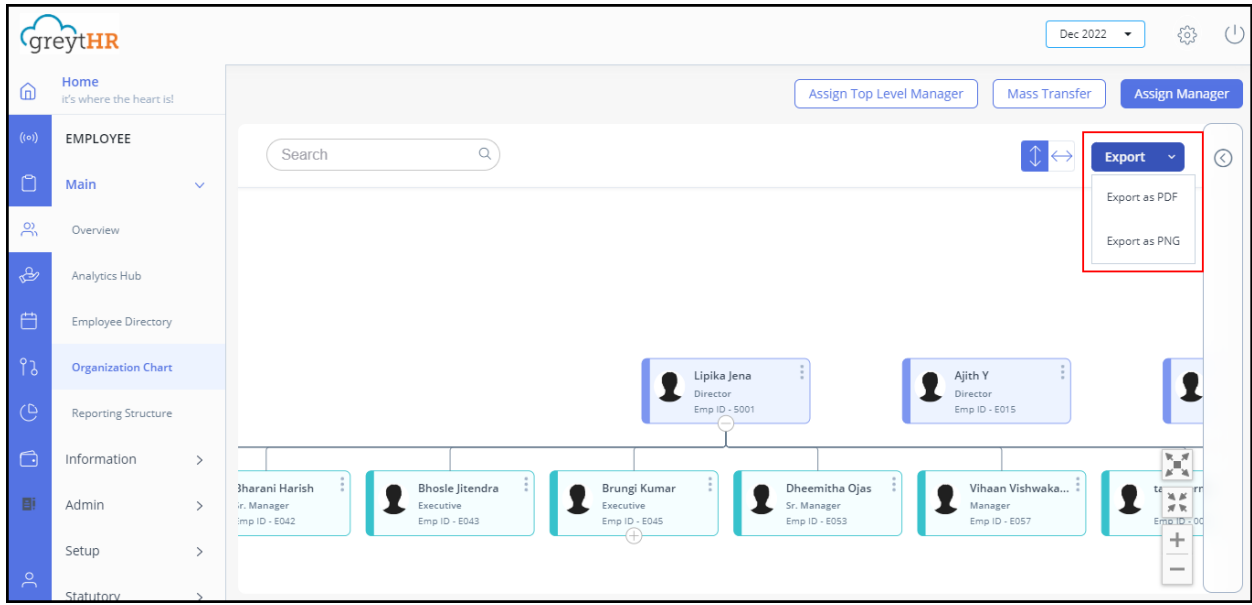 greytHR
Dec 2022
Home
it's where the heart is!
Assign Top Level Manager
Mass Transfer
Assign Manager
EMPLOYEE
Search
Export
Main
Export as PDF
Overview
Export as PNG
Analytics Hub
Employee Directory
Organization Chart
Lipika Jena
Director
Emp ID - 5001
Ajith Y
Director
Emp ID - E015
Reporting Structure
Information
Bharani Harish
Sr. Manager
Emp ID - E042
Bhosle Jitendra
Executive
Emp ID - E043
Brungi Kumar
Executive
Emp ID - E045
Dheemitha Ojas
Sr. Manager
Emp ID - E053
Vihaan Vishwaka...
Manager
Emp ID - E057
Admin
Setup
Statutory